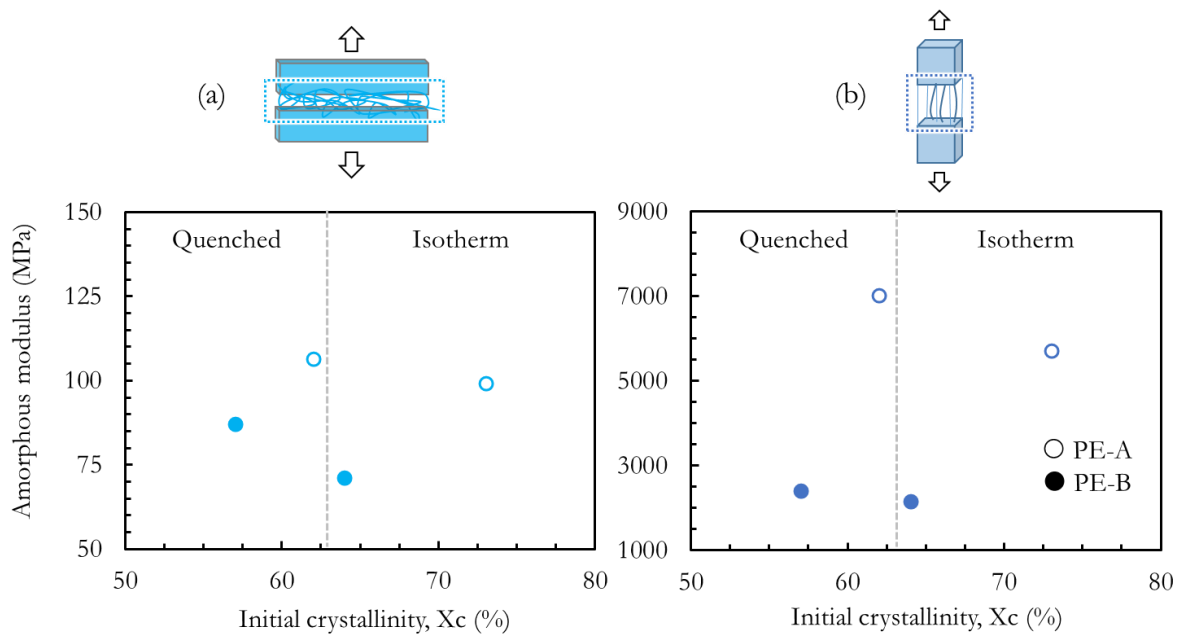 (a)
Amorphous modulus (MPa)
150
125
100
75
50
Quenched
Isotherm
50
60
70
80
Initial crystallinity, Xc (%)
(b)
9000
7000
5000
3000
1000
Quenched
Isotherm
PE-A
PE-B
50
60
70
80
Initial crystallinity, Xc (%)